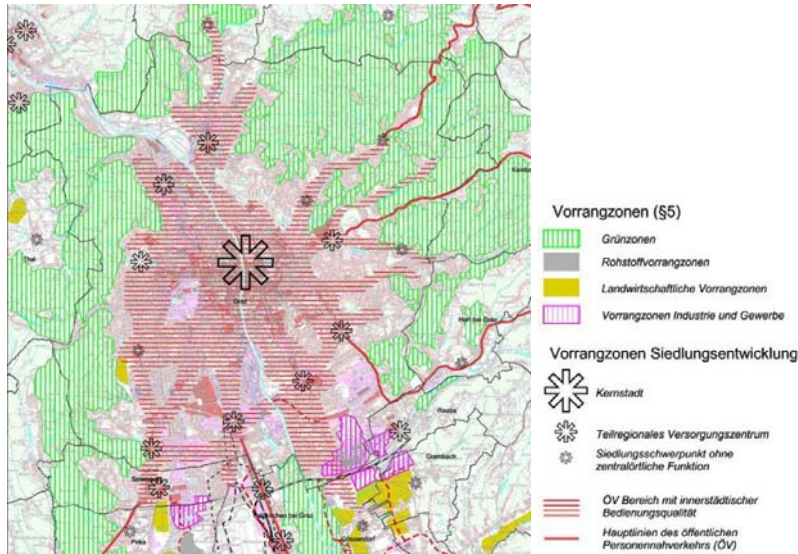 Thal
Graz
Hart bei Graz
Raaba
Grambach
Gössendorf
Pirka
Vorrangzonen (§5)
Grünzonen
Rohstoffvorrangzonen
Landwirtschaftliche Vorrangzonen
Vorrangzonen Industrie und Gewerbe
Vorrangzonen Siedlungsentwicklung
Kernstadt
Teilregionales Versorgungszentrum
Siedlungsschwerpunkt ohne
zentralörtliche Funktion
ÖV Bereich mit innerstädtischer
Bedienungsqualität
Hauptlinien des öffentlichen
Personennahverkehrs (ÖV)